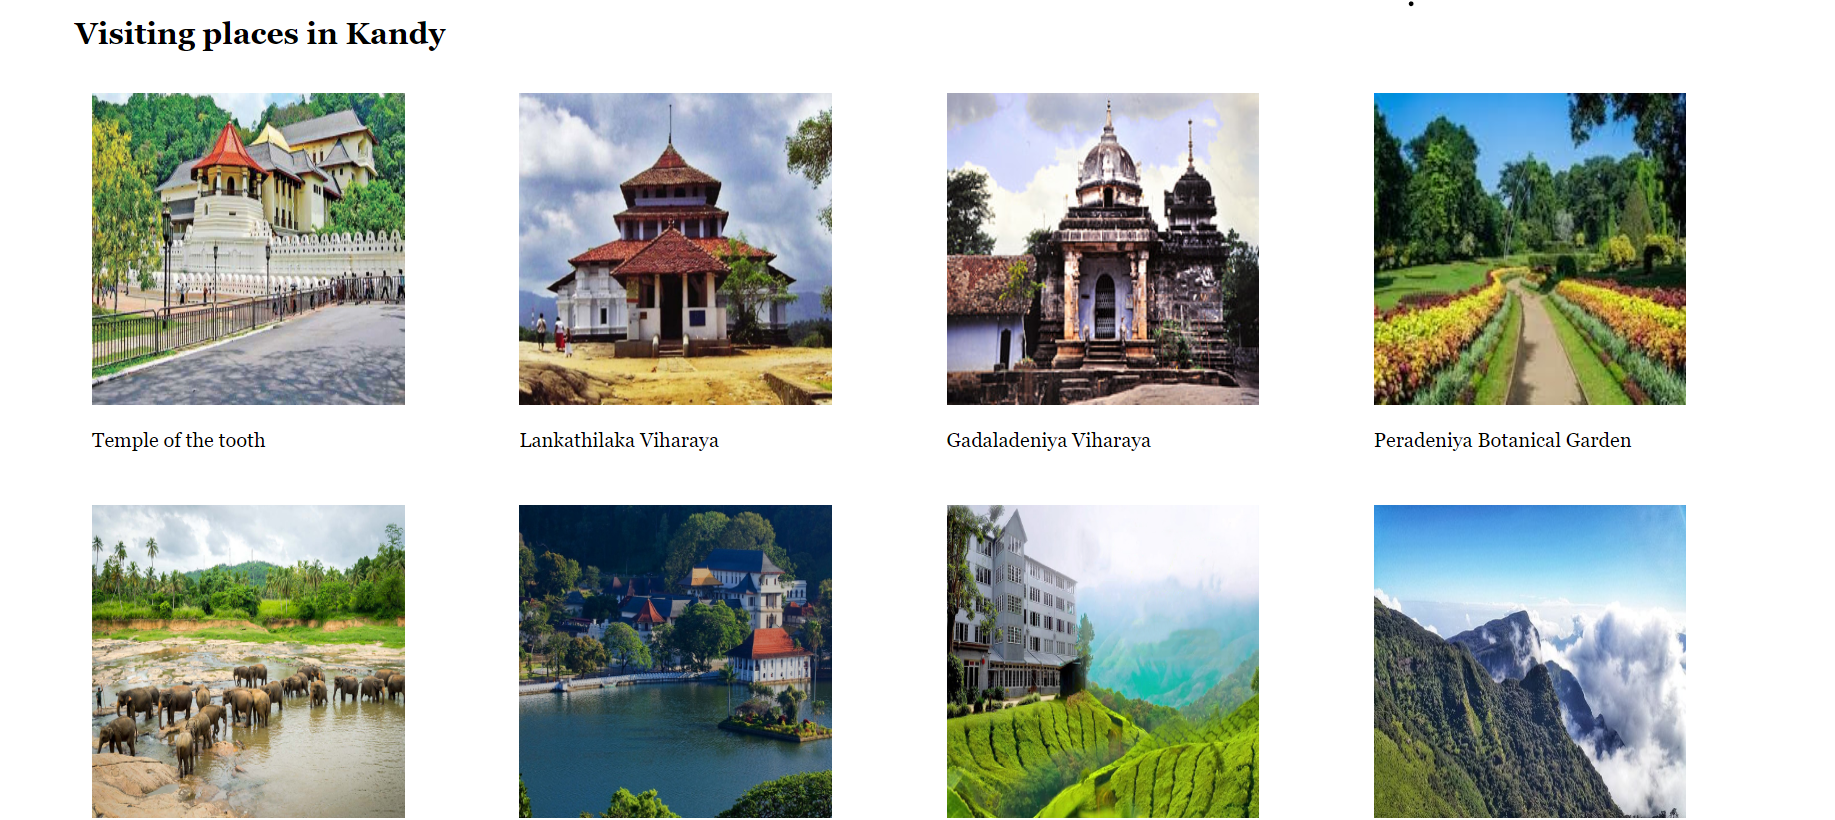 Visiting places in Kandy
Temple of the tooth
Lankathilaka Viharaya
Gadaladeniya Viharaya
Peradeniya Botanical Garden